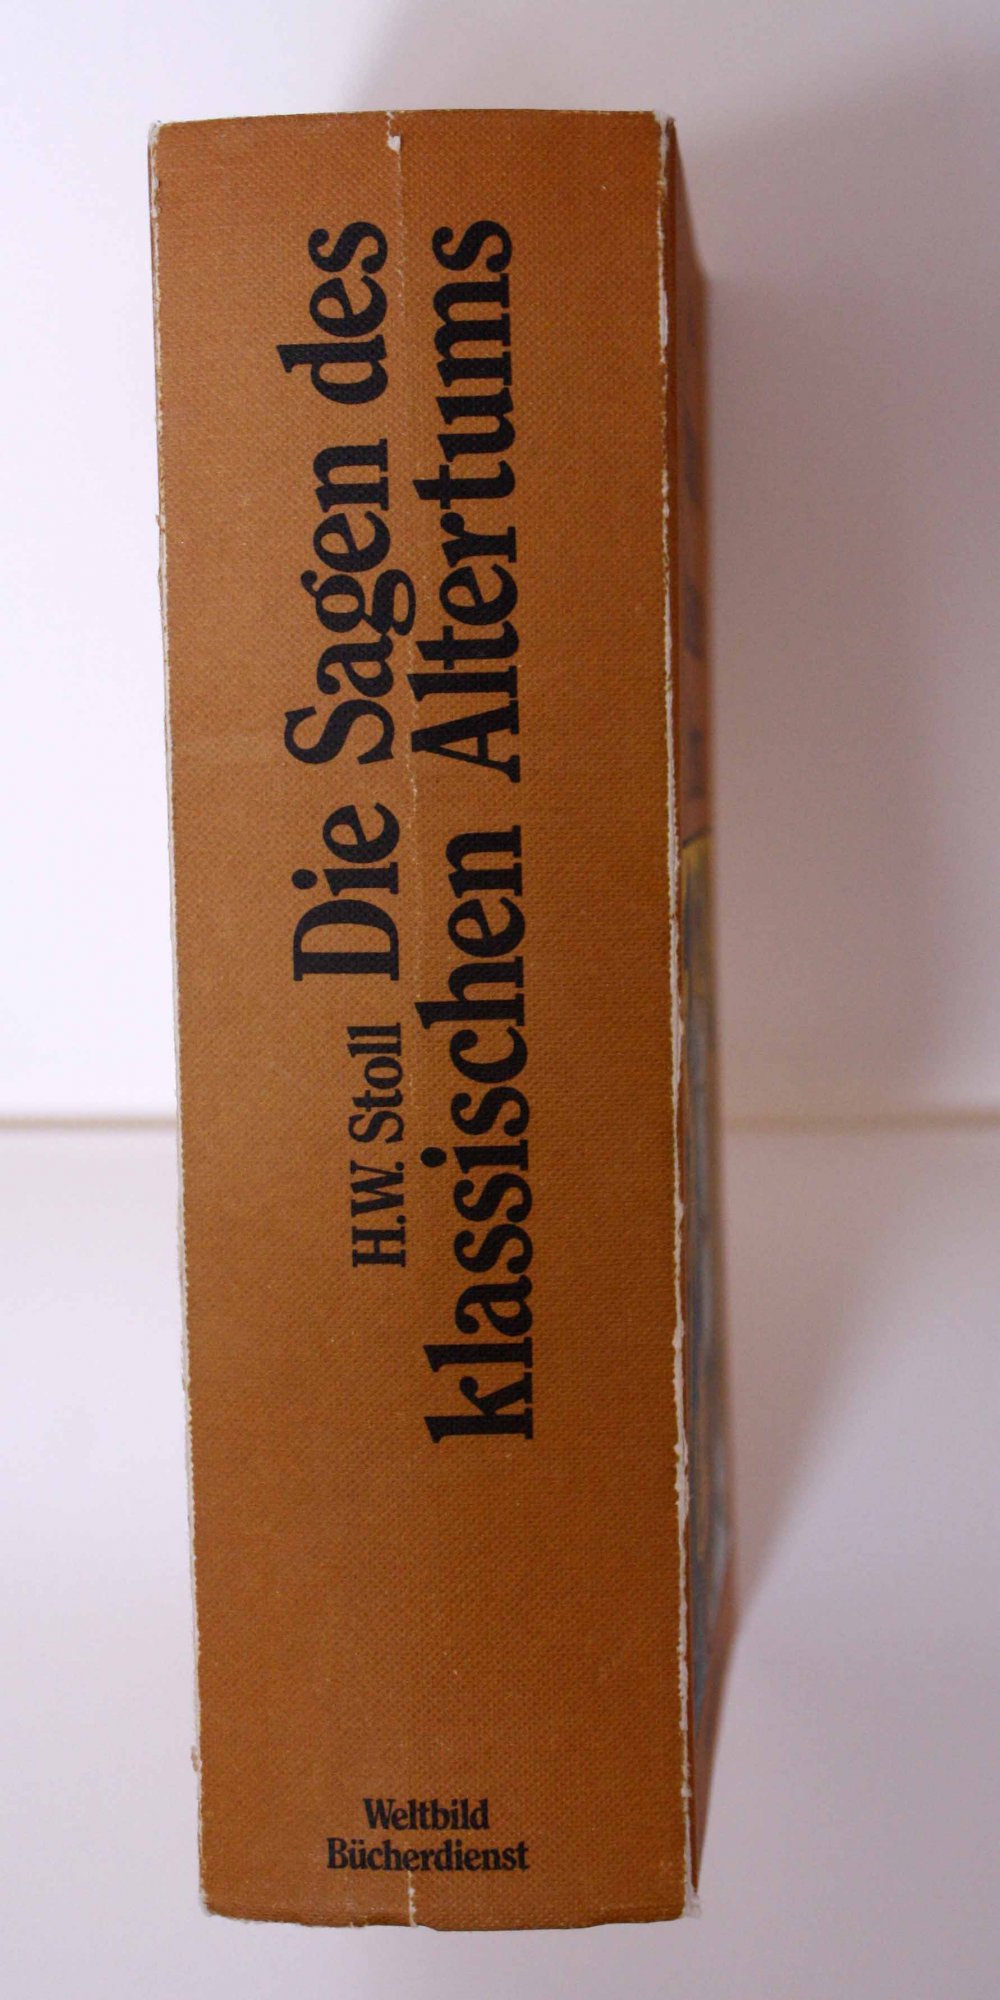 H.W. Stoll Die Sagen des
klassischen Altertums
Weltbild
Bücherdienst